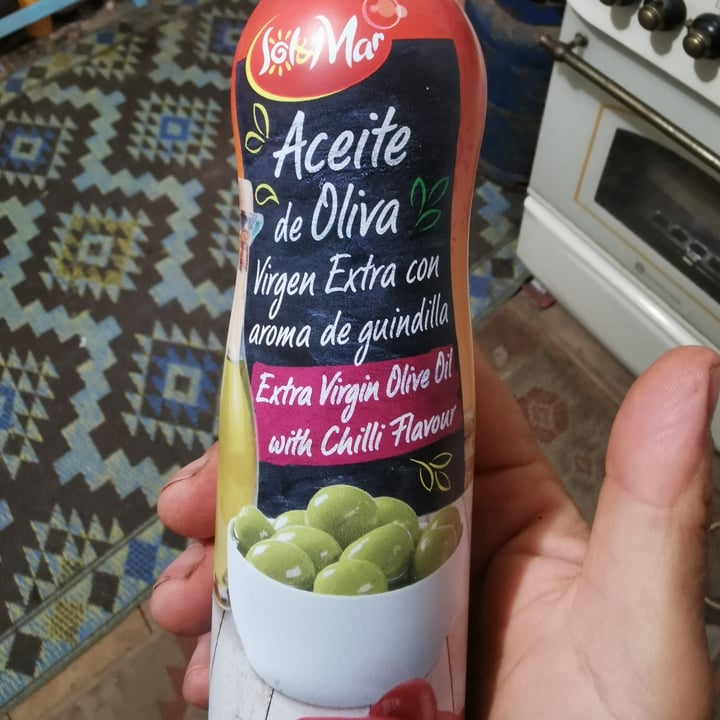 Sol&Mar
Aceite
de Oliva
Virgen Extra con
aroma de guindilla
Extra Virgin Olive Oil
with Chilli Flavour